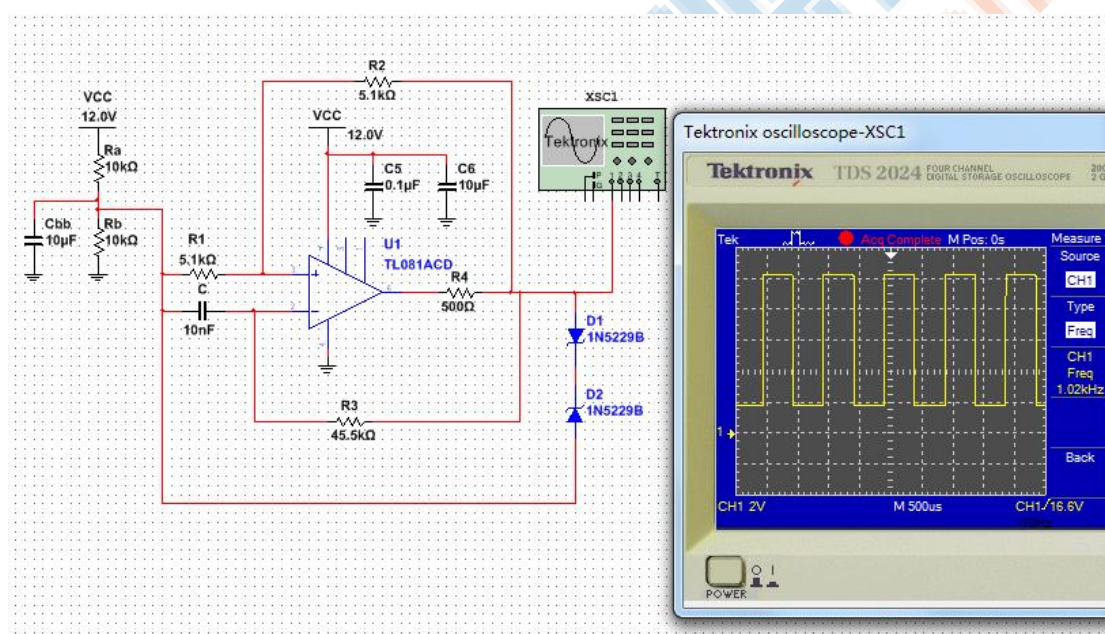 R2
5.1kΩ
VCC
12.0V
VCC
12.0V
XSC1
Tektronix
Ra
10kΩ
C5
0.1µF
C6
10µF
Cbb
10µF
Rb
10kΩ
R1
5.1kΩ
U1
TL081ACD
C
10nF
R4
500Ω
D1
1N5229B
D2
1N5229B
R3
45.5kΩ
Tektronix oscilloscope-XSC1
Tektronix TDS 2024 FOUR CHANNEL
DIGITAL STORAGE OSCILLOSCOPE
Tek Acq Complete M Pos: 0s Measure
Source
CH1
Type
Freq
CH1
Freq
1.02kHz
1
Back
CH1 2V M 500us CH1 16.6V
POWER